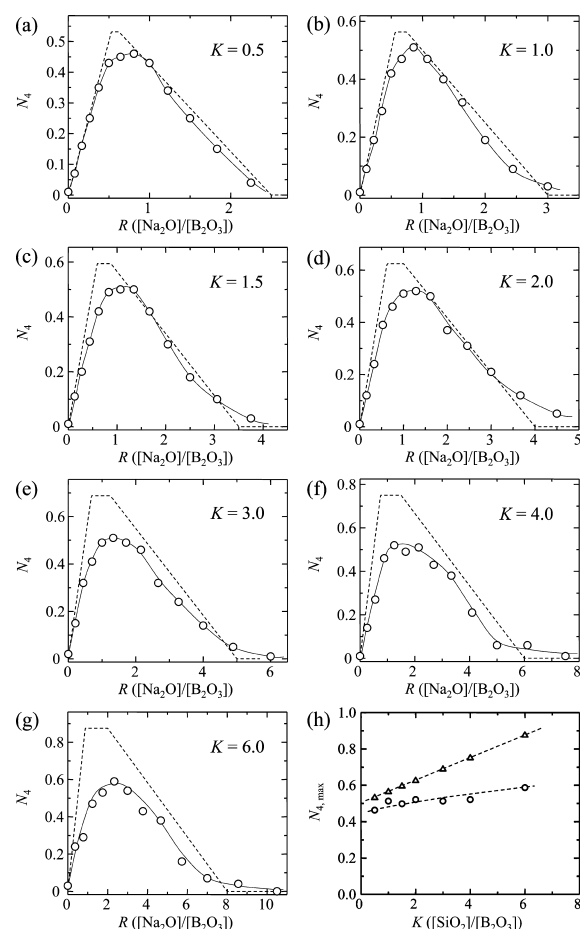 (a)
K = 0.5
N4
0.5
0.4
0.3
0.2
0.1
0
0 1 2
R ([Na2O]/[B2O3])
(b)
K = 1.0
N4
0.6
0.4
0.2
0
0 1 2 3
R ([Na2O]/[B2O3])
(c)
K = 1.5
N4
0.6
0.4
0.2
0
0 1 2 3 4
R ([Na2O]/[B2O3])
(d)
K = 2.0
N4
0.6
0.4
0.2
0
0 1 2 3 4 5
R ([Na2O]/[B2O3])
(e)
K = 3.0
N4
0.6
0.4
0.2
0
0 2 4 6
R ([Na2O]/[B2O3])
(f)
K = 4.0
N4
0.8
0.6
0.4
0.2
0
0 2 4 6 8
R ([Na2O]/[B2O3])
(g)
K = 6.0
N4
0.8
0.6
0.4
0.2
0
0 2 4 6 8 10
R ([Na2O]/[B2O3])
(h)
N4, max
1.0
0.8
0.6
0.4
0.2
0.0
0 2 4 6 8
K ([SiO2]/[B2O3])